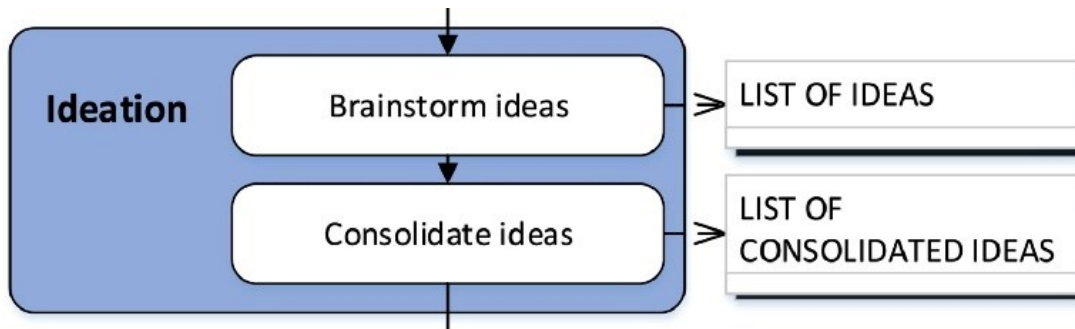 Ideation
Brainstorm ideas
LIST OF IDEAS
Consolidate ideas
LIST OF
CONSOLIDATED IDEAS